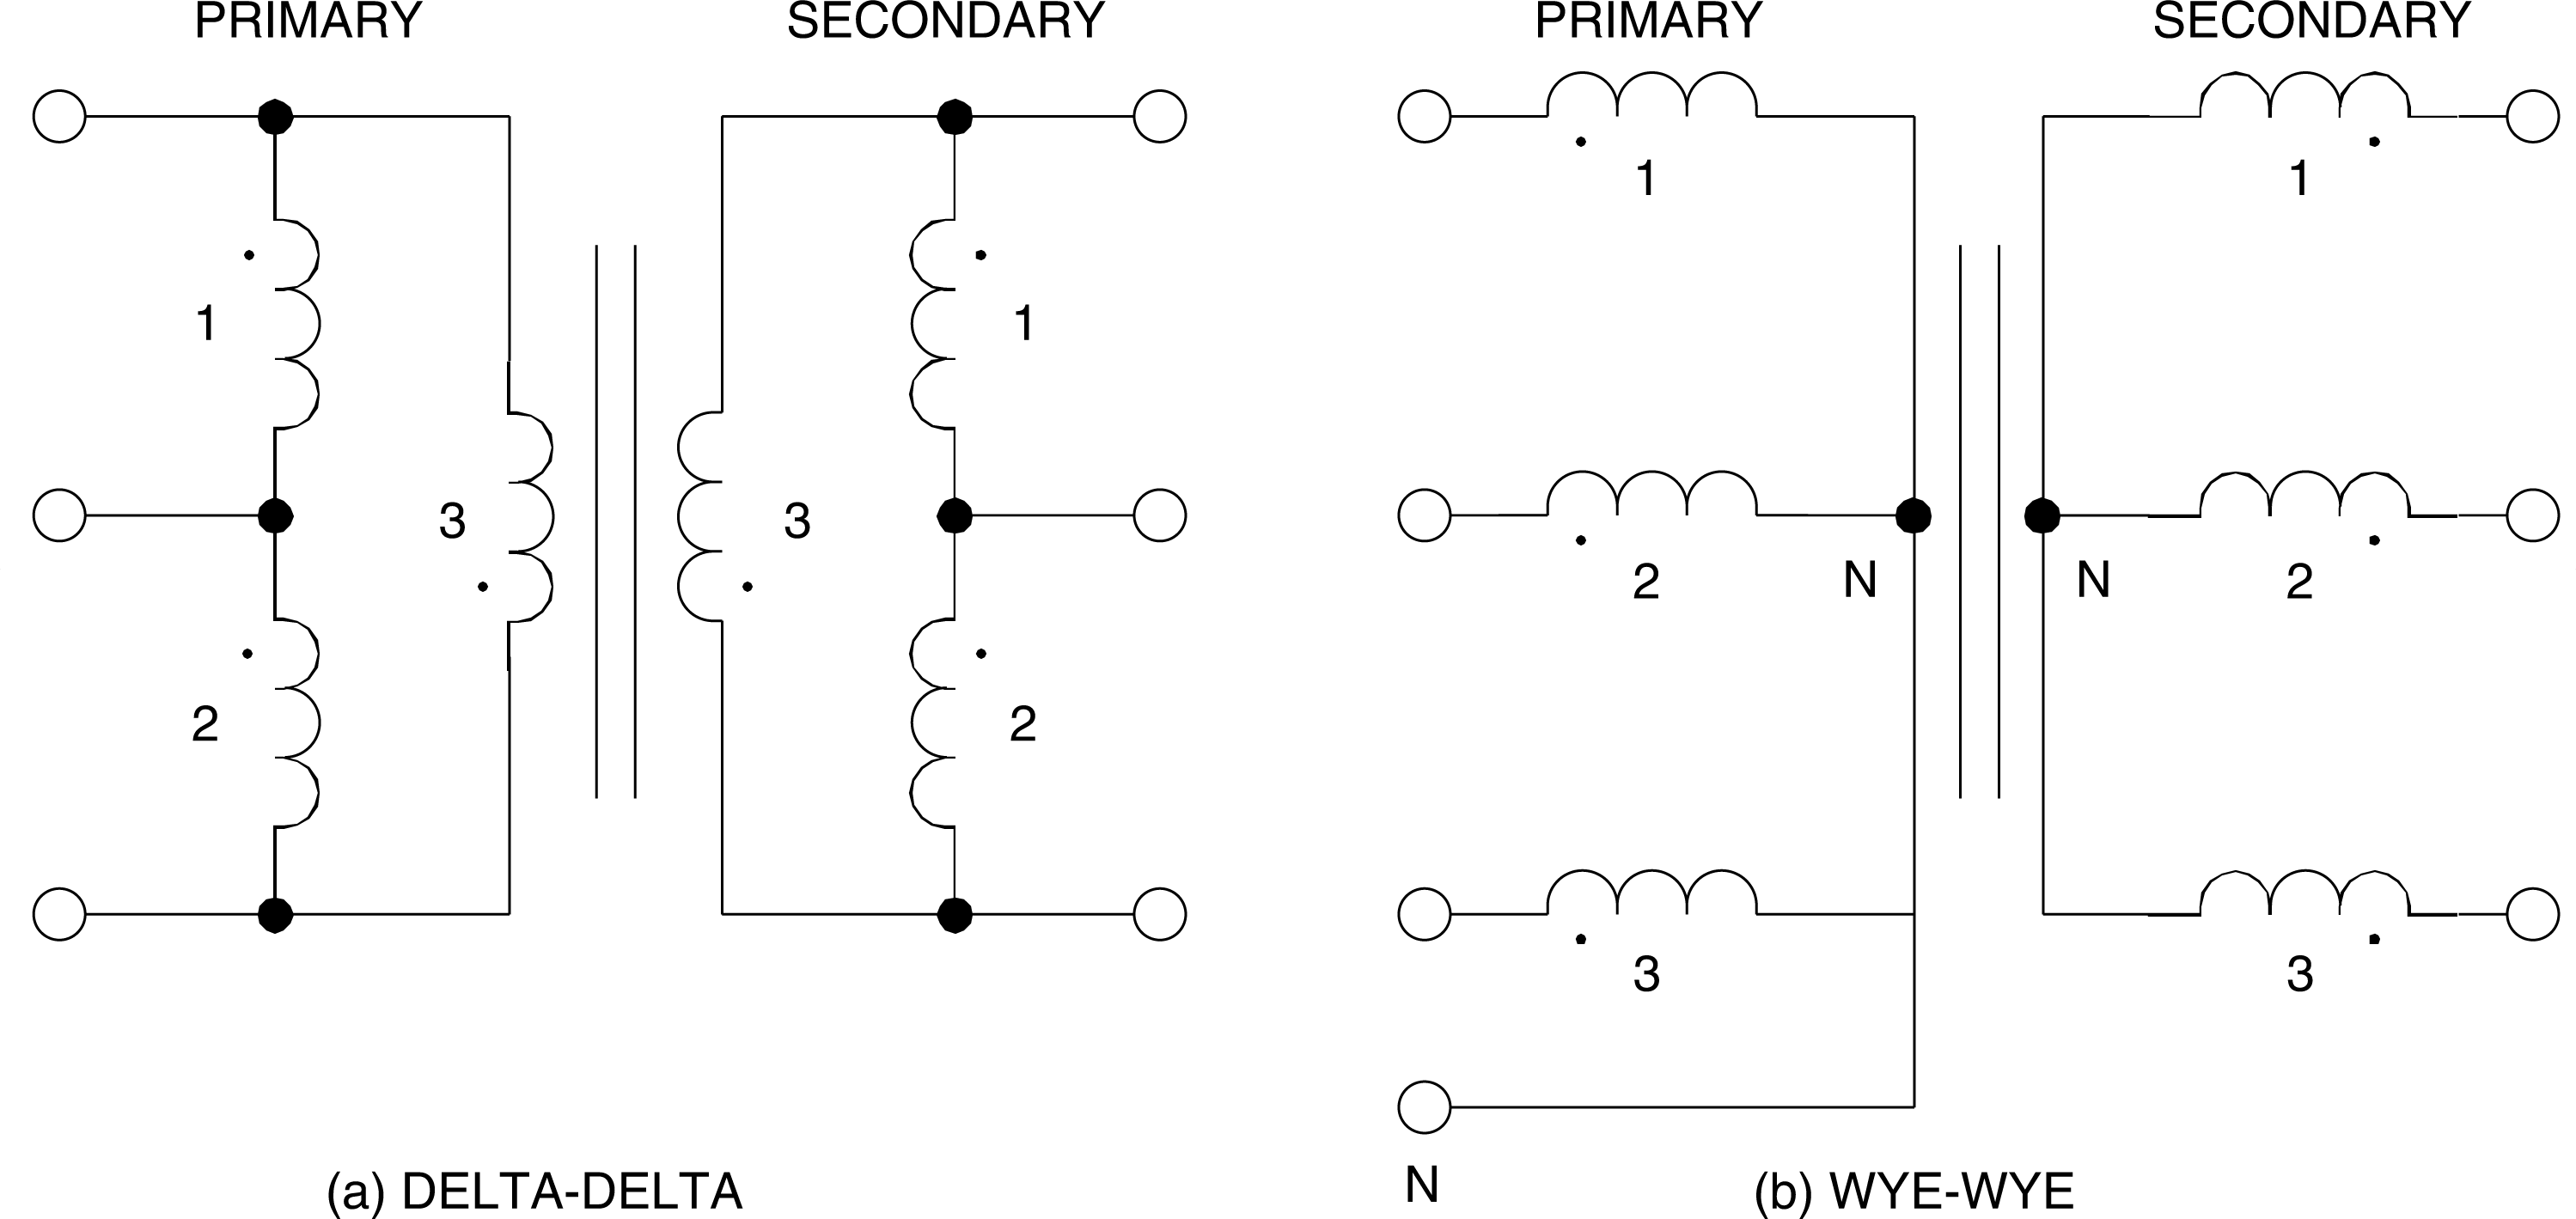 PRIMARY SECONDARY PRIMARY SECONDARY
1 1
1 1
3 3
2 N N 2
2 2
3 3
N
(a) DELTA-DELTA (b) WYE-WYE